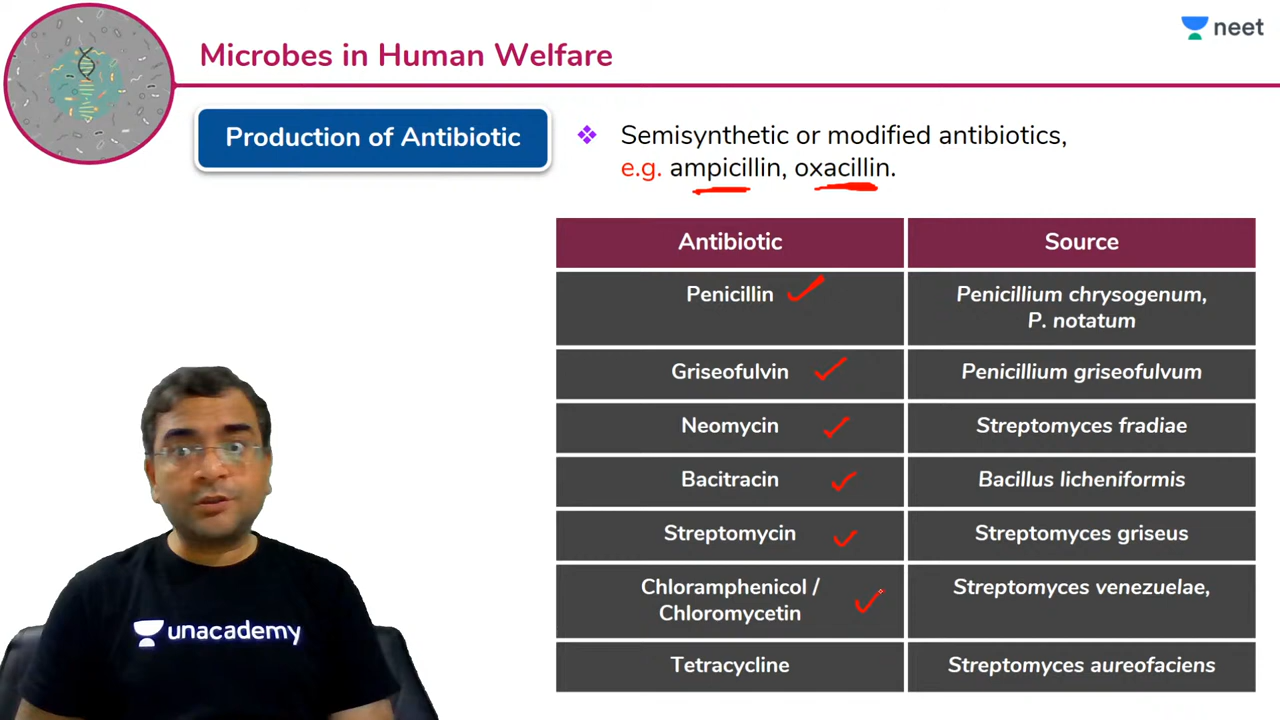 neet
Microbes in Human Welfare
Production of Antibiotic
❖ Semisynthetic or modified antibiotics,
e.g. ampicillin, oxacillin.
Antibiotic Source
Penicillin Penicillium chrysogenum,
P. notatum
Griseofulvin Penicillium griseofulvum
Neomycin Streptomyces fradiae
Bacitracin Bacillus licheniformis
Streptomycin Streptomyces griseus
Chloramphenicol / Streptomyces venezuelae,
Chloromycetin
Tetracycline Streptomyces aureofaciens
unacademy